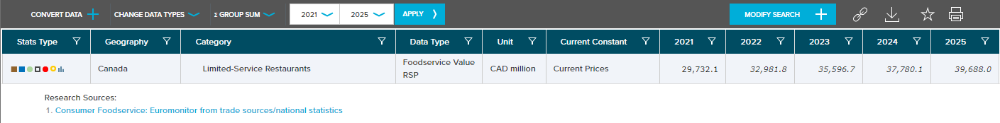 CONVERT DATA CHANGE DATA TYPES Σ GROUP SUM 2021 2025 APPLY MODIFY SEARCH
Stats Type Geography Category Data Type Unit Current Constant 2021 2022 2023 2024 2025
Canada Limited-Service Restaurants Foodservice Value RSP CAD million Current Prices 29,732.1 32,981.8 35,596.7 37,780.1 39,688.0
Research Sources:
1. Consumer Foodservice: Euromonitor from trade sources/national statistics